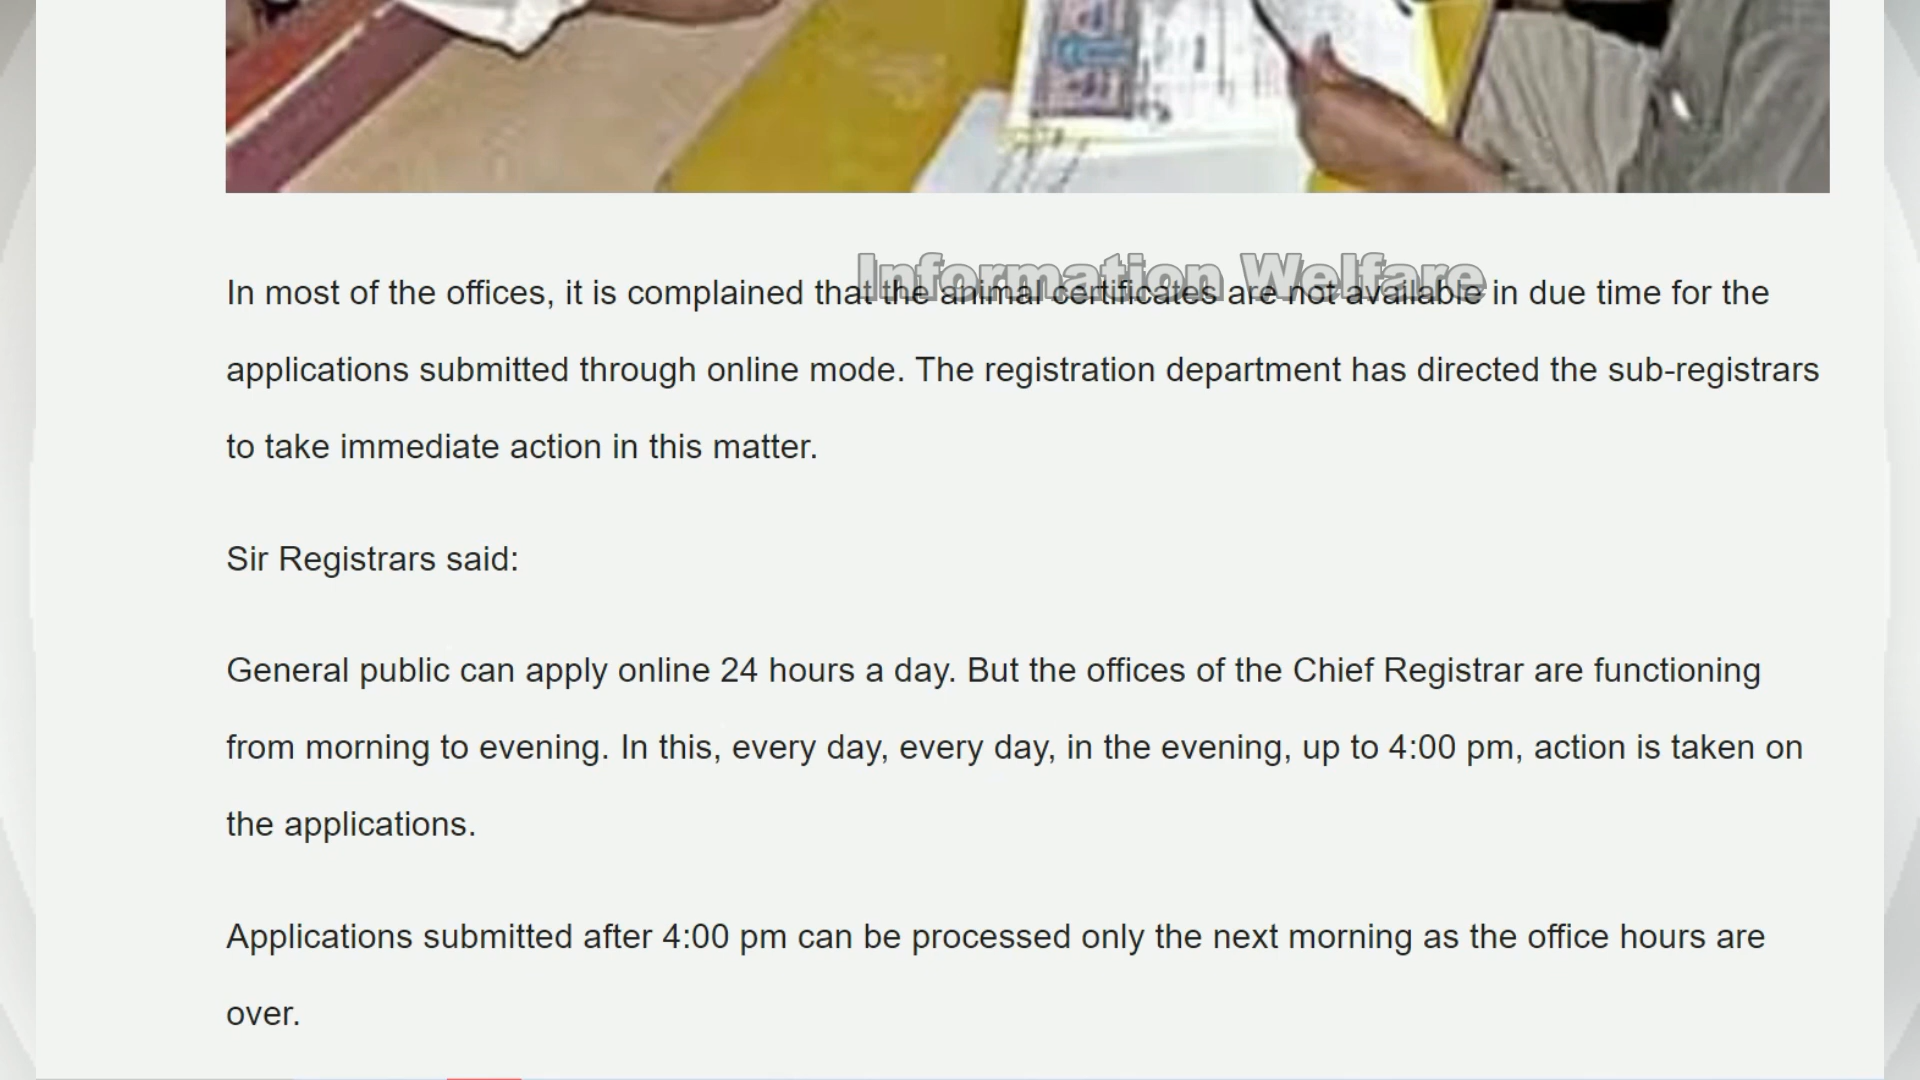 Information Welfare
In most of the offices, it is complained that the animal certificates are not available in due time for the
applications submitted through online mode. The registration department has directed the sub-registrars
to take immediate action in this matter.
Sir Registrars said:
General public can apply online 24 hours a day. But the offices of the Chief Registrar are functioning
from morning to evening. In this, every day, every day, in the evening, up to 4:00 pm, action is taken on
the applications.
Applications submitted after 4:00 pm can be processed only the next morning as the office hours are
over.